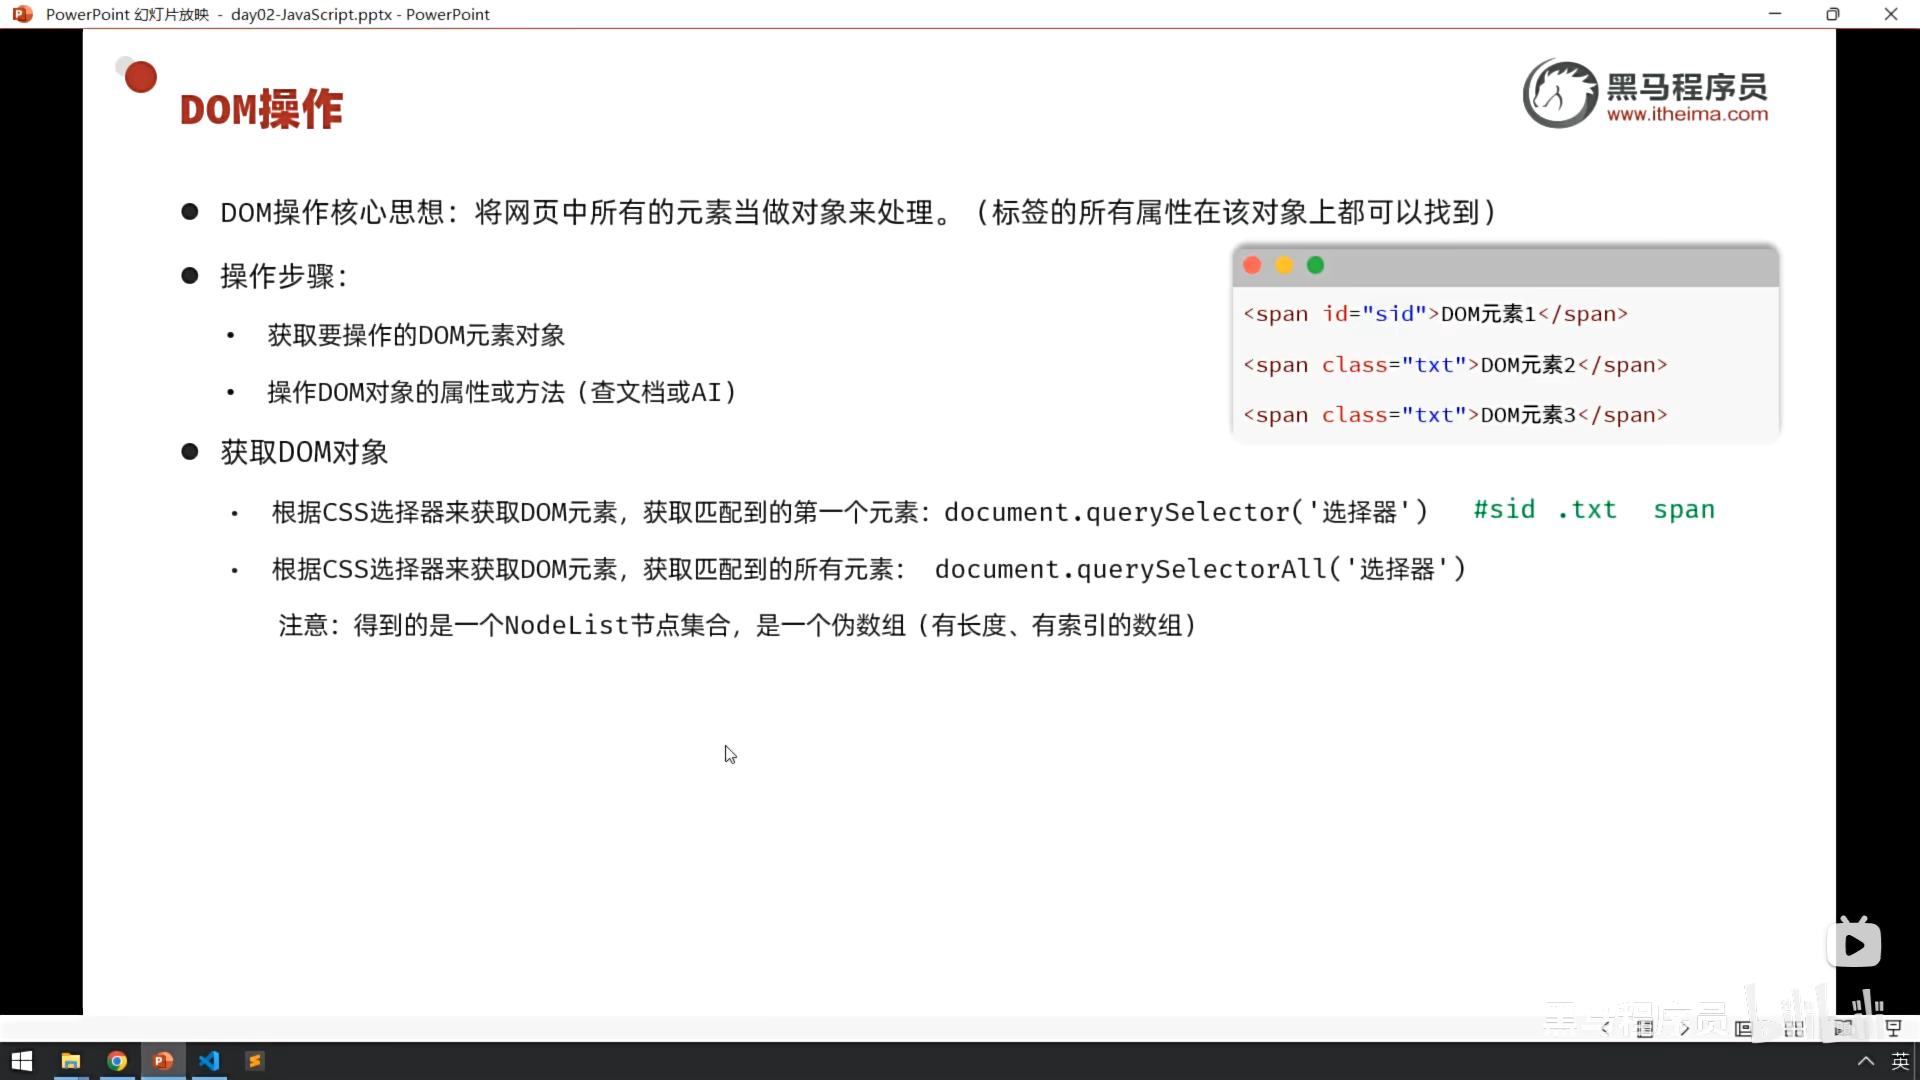 PowerPoint 幻灯片放映 - day02-JavaScript.pptx - PowerPoint
DOM操作
黑马程序员
www.itheima.com
DOM操作核心思想：将网页中所有的元素当做对象来处理。（标签的所有属性在该对象上都可以找到）
操作步骤：
获取要操作的DOM元素对象
操作DOM对象的属性或方法（查文档或AI）
<span id="sid">DOM元素1</span>
<span class="txt">DOM元素2</span>
<span class="txt">DOM元素3</span>
获取DOM对象
根据CSS选择器来获取DOM元素，获取匹配到的第一个元素：document.querySelector('选择器') #sid .txt span
根据CSS选择器来获取DOM元素，获取匹配到的所有元素： document.querySelectorAll('选择器')
注意：得到的是一个NodeList节点集合，是一个伪数组（有长度、有索引的数组）
黑马程序员 bilibili
英